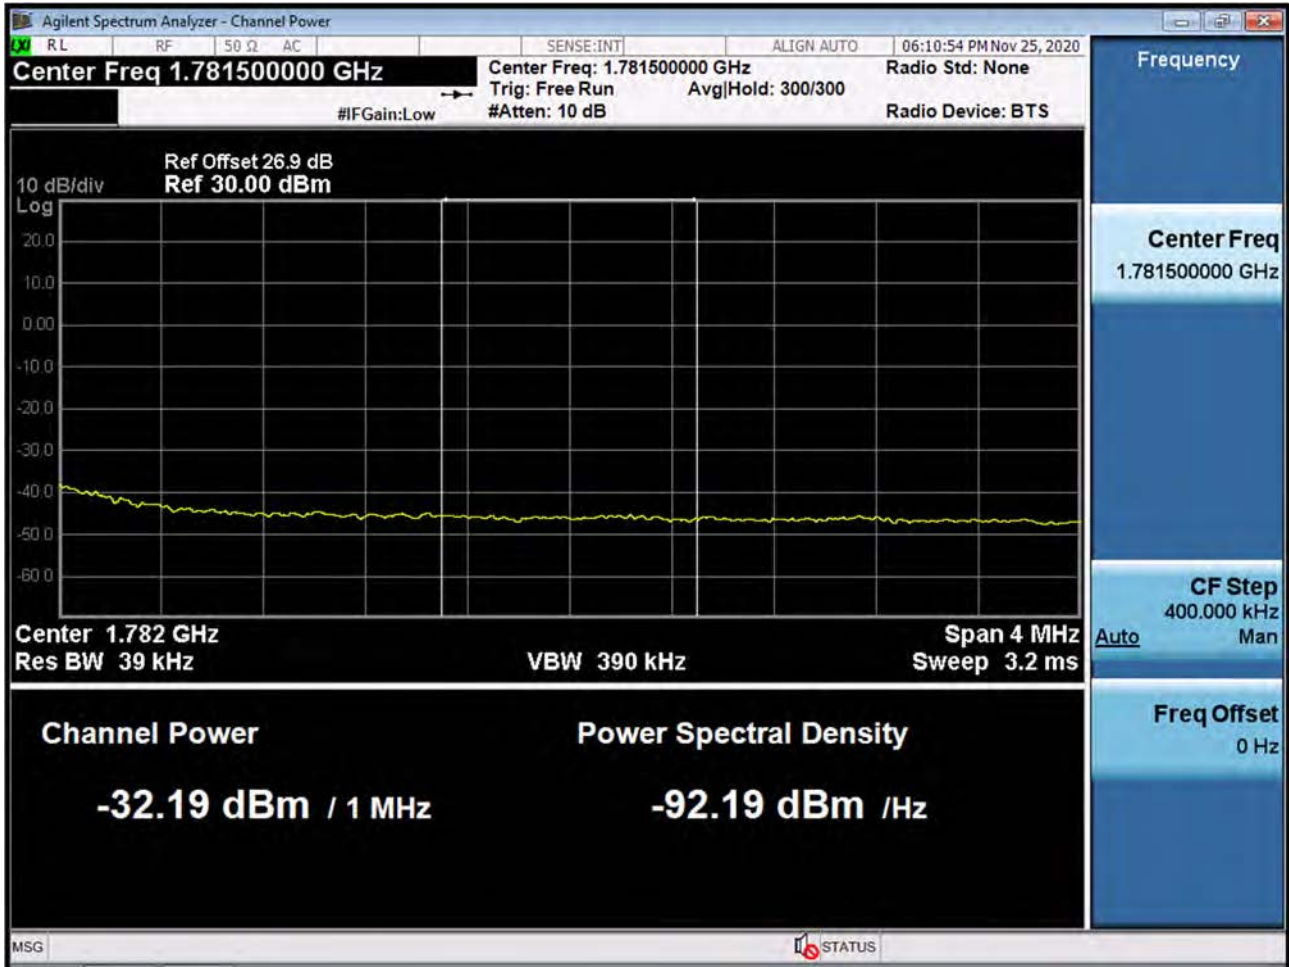 Agilent Spectrum Analyzer - Channel Power
LXI RL RF 50 Ω AC SENSE:INT ALIGN AUTO 06:10:54 PM Nov 25, 2020
Center Freq 1.781500000 GHz
Center Freq: 1.781500000 GHz
Radio Std: None
Trig: Free Run Avg|Hold: 300/300
#IFGain:Low
#Atten: 10 dB
Radio Device: BTS
Ref Offset 26.9 dB
10 dB/div Ref 30.00 dBm
Log
20.0
10.0
0.00
-10.0
-20.0
-30.0
-40.0
-50.0
-60.0
Center 1.782 GHz Span 4 MHz
Res BW 39 kHz VBW 390 kHz Sweep 3.2 ms
Channel Power Power Spectral Density
-32.19 dBm / 1 MHz -92.19 dBm /Hz
Frequency
Center Freq
1.781500000 GHz
CF Step
400.000 kHz
Auto Man
Freq Offset
0 Hz
MSG STATUS